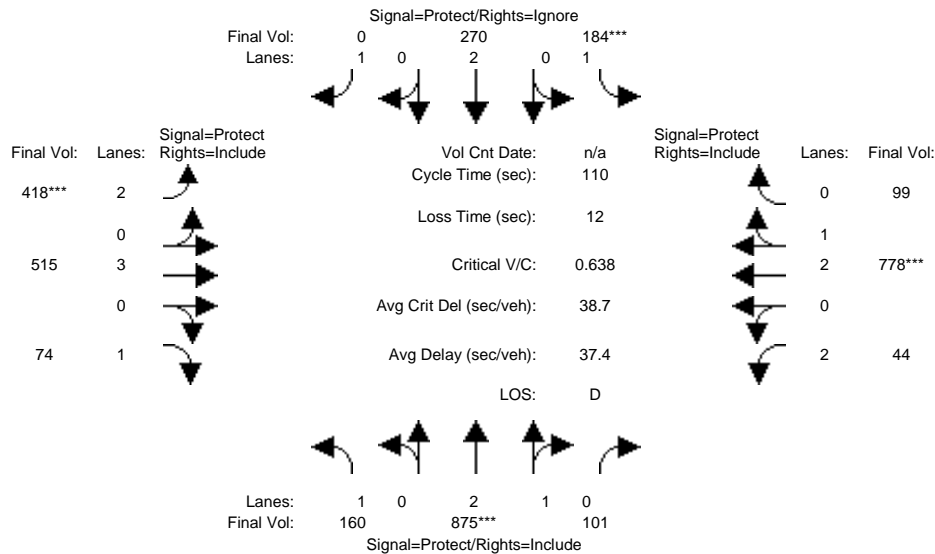 Signal=Protect/Rights=Ignore
Final Vol: 0 270 184***
Lanes: 1 0 2 0 1
Signal=Protect
Final Vol: Lanes: Rights=Include
Vol Cnt Date: n/a
Signal=Protect
Rights=Include Lanes: Final Vol:
Cycle Time (sec): 110
418*** 2
0 99
Loss Time (sec): 12
0
1
515 3
Critical V/C: 0.638
2 778***
0
Avg Crit Del (sec/veh): 38.7
0
74 1
Avg Delay (sec/veh): 37.4
2 44
LOS: D
Lanes: 1 0 2 1 0
Final Vol: 160 875*** 101
Signal=Protect/Rights=Include